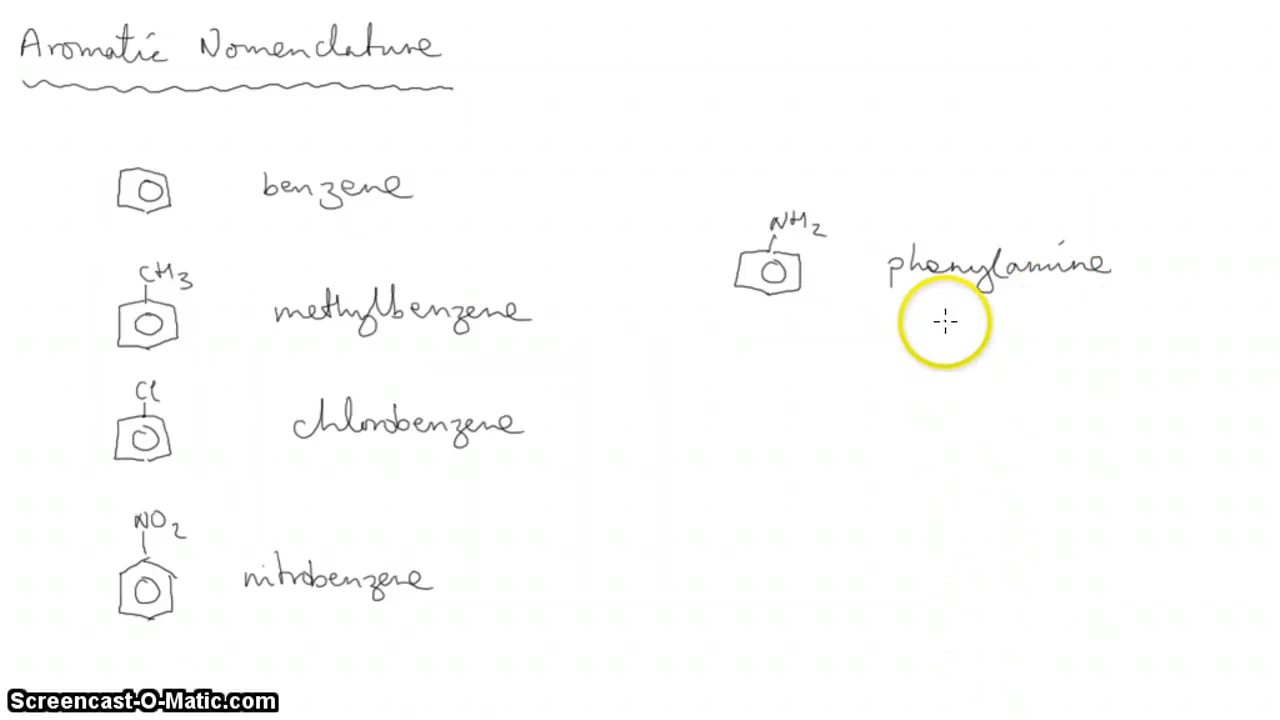 Aromatic Nomenclature
benzene
CH3
methylbenzene
Cl
chlorobenzene
NO2
nitrobenzene
NH2
phenylamine
Screencast-O-Matic.com